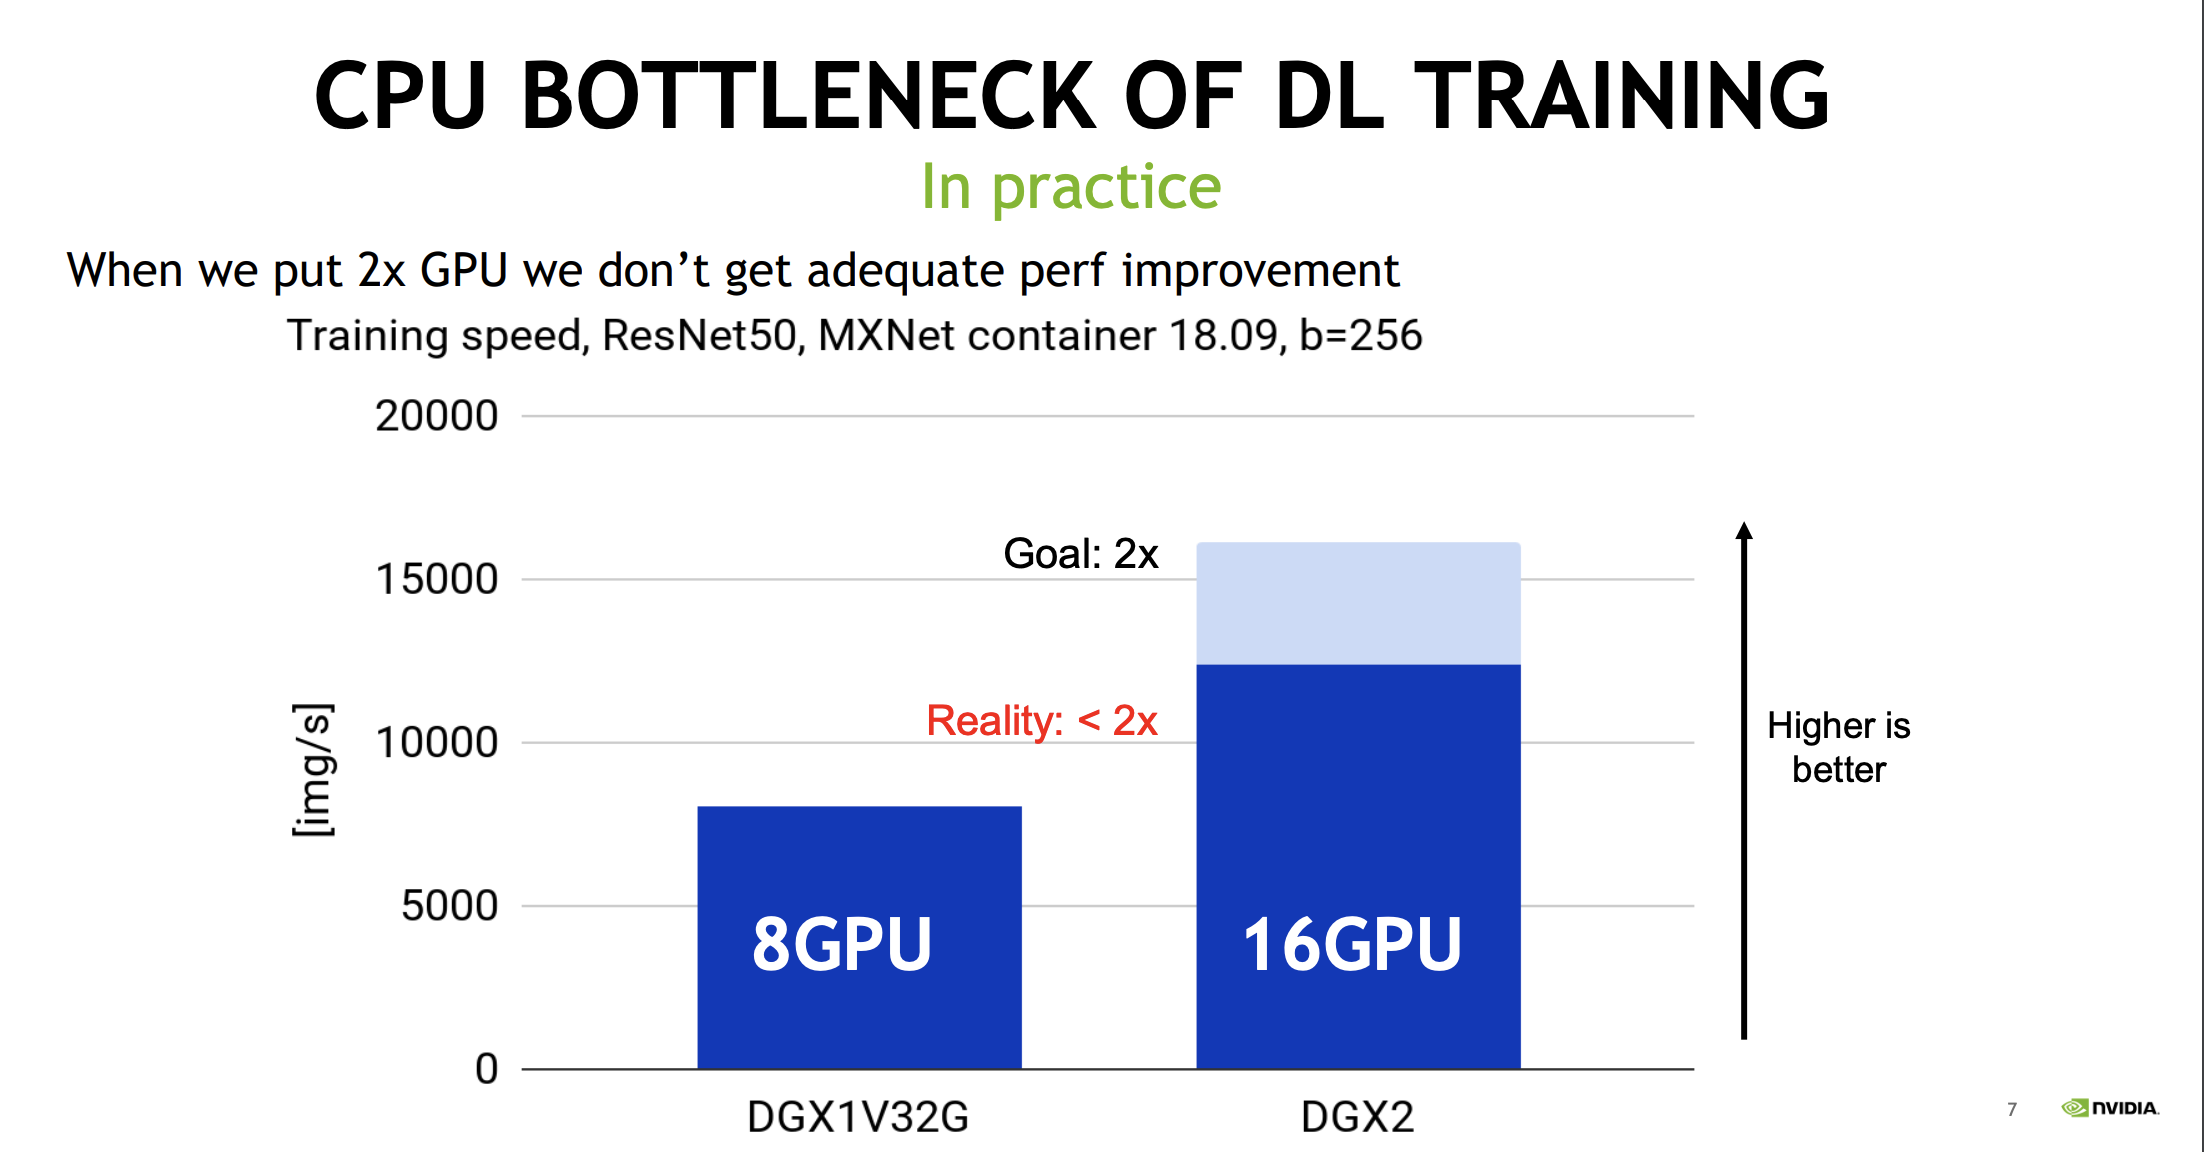 CPU BOTTLENECK OF DL TRAINING
In practice
When we put 2x GPU we don’t get adequate perf improvement
Training speed, ResNet50, MXNet container 18.09, b=256
20000
Goal: 2x
15000
Reality: < 2x
10000
[img/s]
Higher is
better
5000
8GPU
16GPU
0
DGX1V32G
DGX2
7
NVIDIA.